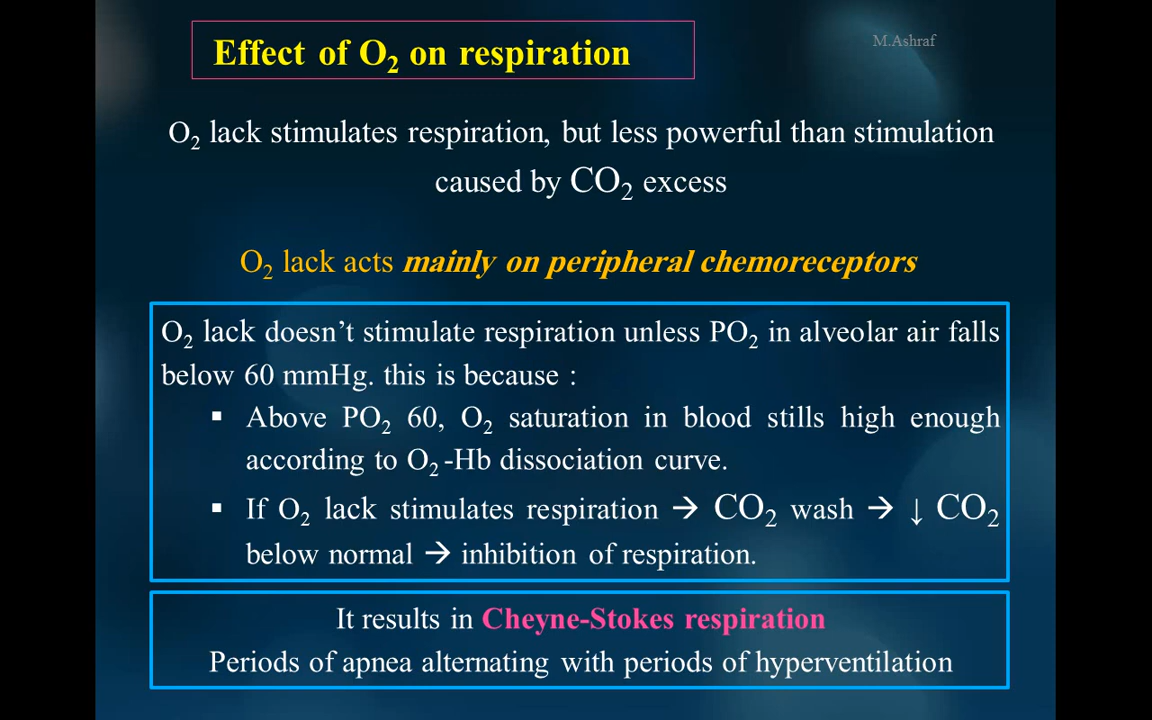 Effect of O₂ on respiration
M.Ashraf
O₂ lack stimulates respiration, but less powerful than stimulation
caused by CO₂ excess
O₂ lack acts mainly on peripheral chemoreceptors
O₂ lack doesn’t stimulate respiration unless PO₂ in alveolar air falls
below 60 mmHg. this is because :
▪ Above PO₂ 60, O₂ saturation in blood stills high enough
according to O₂ -Hb dissociation curve.
▪ If O₂ lack stimulates respiration → CO₂ wash → ↓ CO₂
below normal → inhibition of respiration.
It results in Cheyne-Stokes respiration
Periods of apnea alternating with periods of hyperventilation